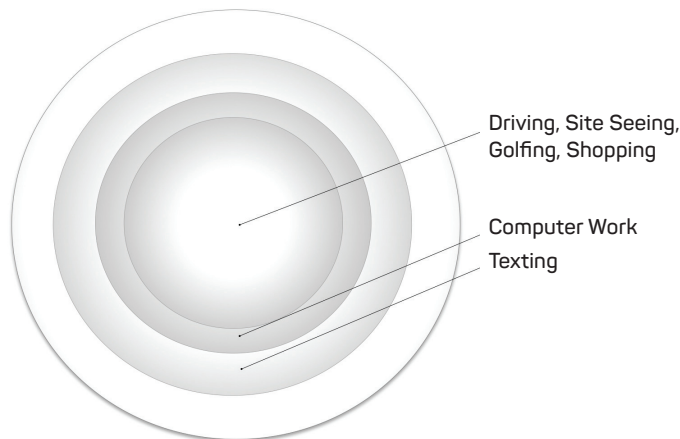 Driving, Site Seeing,
Golfing, Shopping
Computer Work
Texting